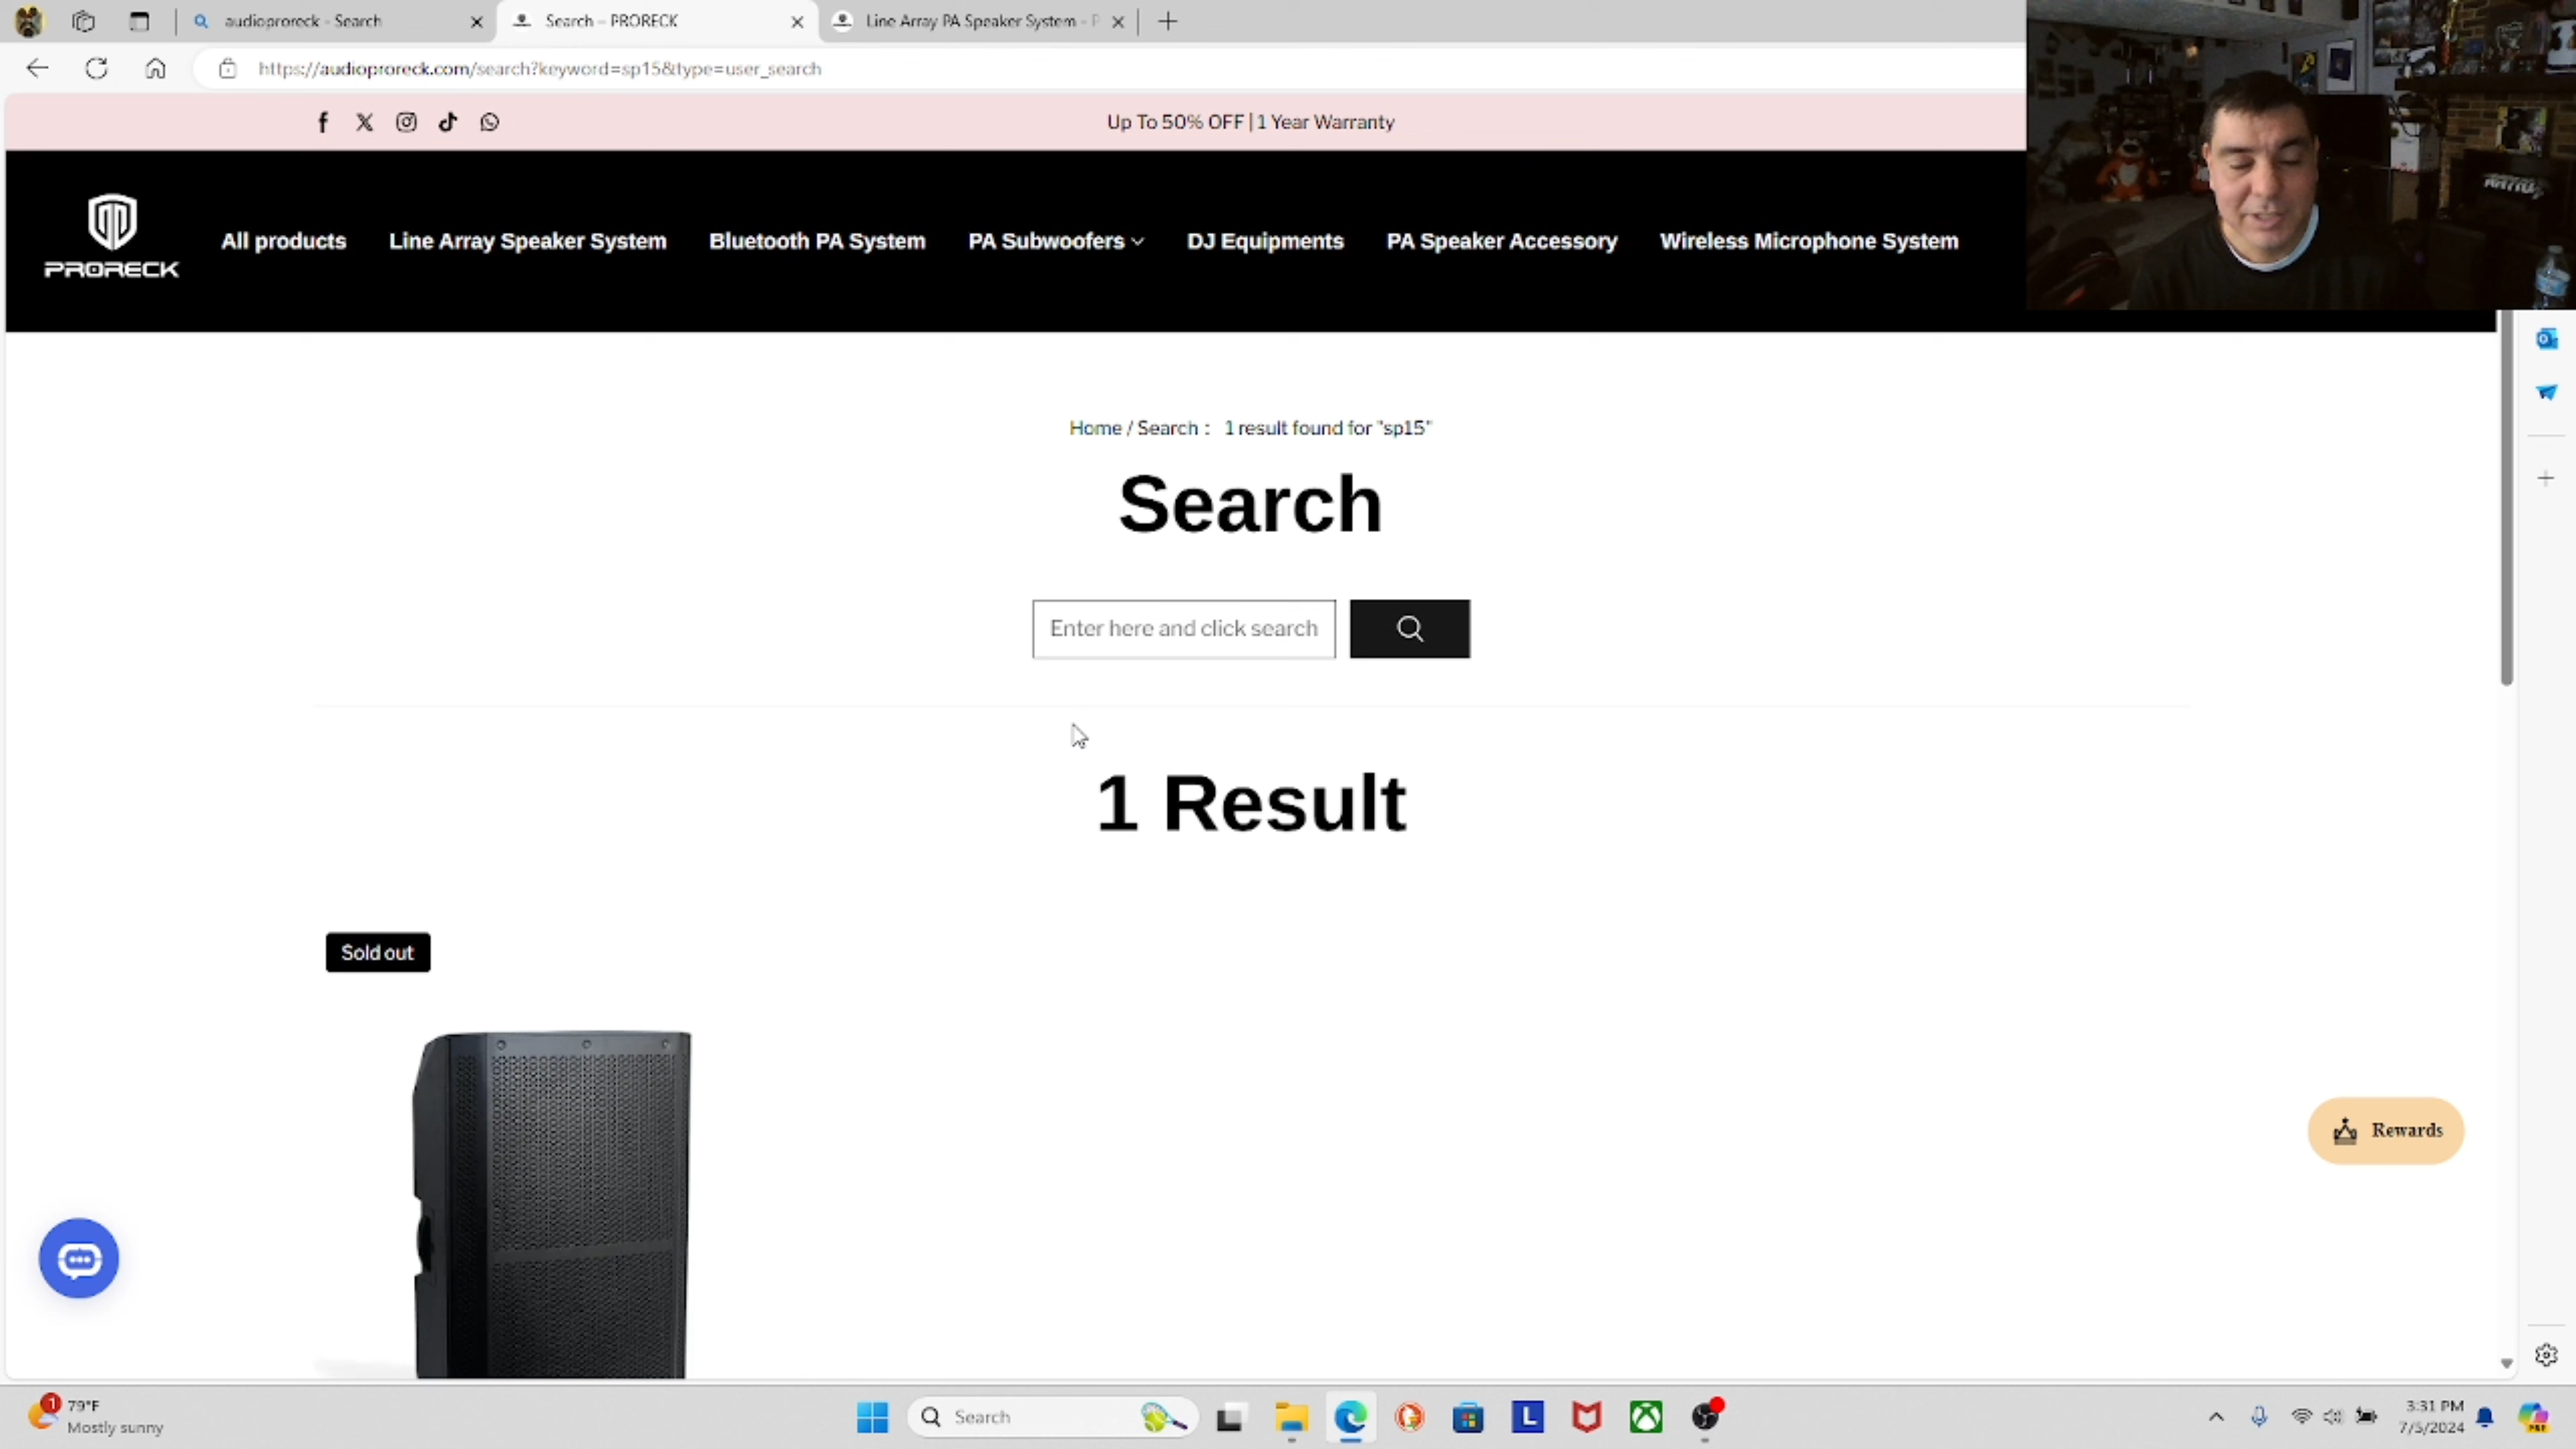 audioproreck - Search
Search – PRORECK
Line Array PA Speaker System - P
https://audioproreck.com/search?keyword=sp15&type=user_search
Up To 50% OFF | 1 Year Warranty
PRORECK
All products
Line Array Speaker System
Bluetooth PA System
PA Subwoofers
DJ Equipments
PA Speaker Accessory
Wireless Microphone System
Home / Search : 1 result found for "sp15"
Search
Enter here and click search
1 Result
Sold out
Rewards
1
79°F
Mostly sunny
Search
L
3:31 PM
7/5/2024